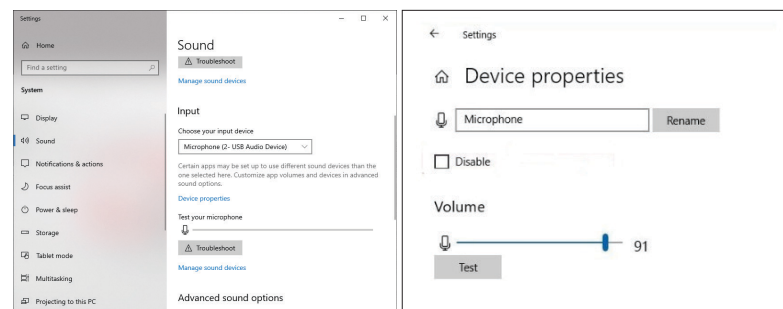 Settings
Home
Find a setting
System
Display
Sound
Notifications & actions
Focus assist
Power & sleep
Storage
Tablet mode
Multitasking
Projecting to this PC
Sound
Troubleshoot
Manage sound devices
Input
Choose your input device
Microphone (2- USB Audio Device)
Certain apps may be set up to use different sound devices than the
one selected here. Customize app volumes and devices in advanced
sound options.
Device properties
Test your microphone
Troubleshoot
Manage sound devices
Advanced sound options
Settings
Device properties
Microphone
Rename
Disable
Volume
91
Test